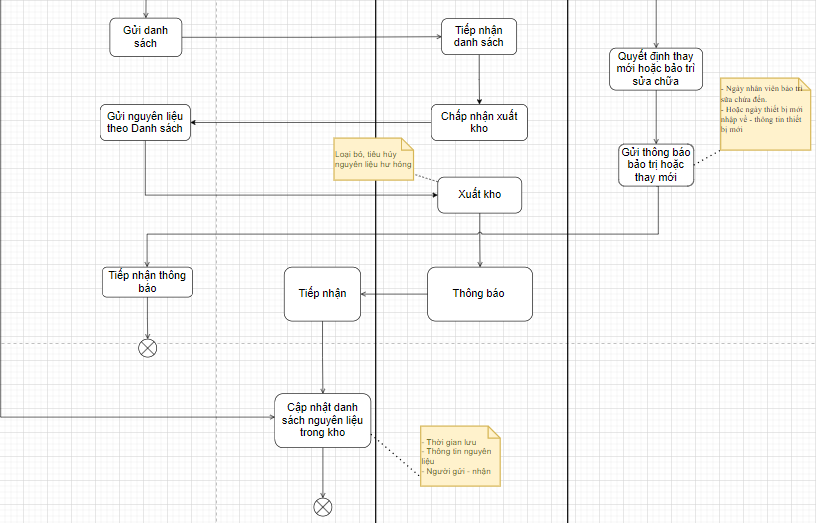 Gửi danh
sách
Tiếp nhận
danh sách
Quyết định thay
mới hoặc bảo trì
sửa chữa
- Ngày nhân viên bảo trì
sửa chữa đến.
- Hoặc ngày thiết bị mới
nhập về - thông tin thiết
bị mới
Gửi nguyên liệu
theo Danh sách
Chấp nhận xuất
kho
Loại bỏ, tiêu hủy
nguyên liệu hư hỏng
Gửi thông báo
bảo trị hoặc
thay mới
Xuất kho
Tiếp nhận thông
báo
Tiếp nhận
Thông báo
Cập nhật danh
sách nguyên liệu
trong kho
- Thời gian lưu
- Thông tin nguyên
liệu
- Người gửi - nhận